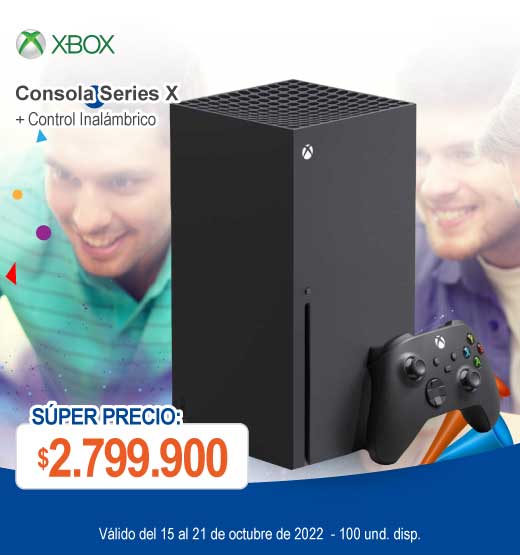 XBOX
Consola Series X
+ Control Inalámbrico
SÚPER PRECIO:
$2.799.900
Válido del 15 al 21 de octubre de 2022 - 100 und. disp.